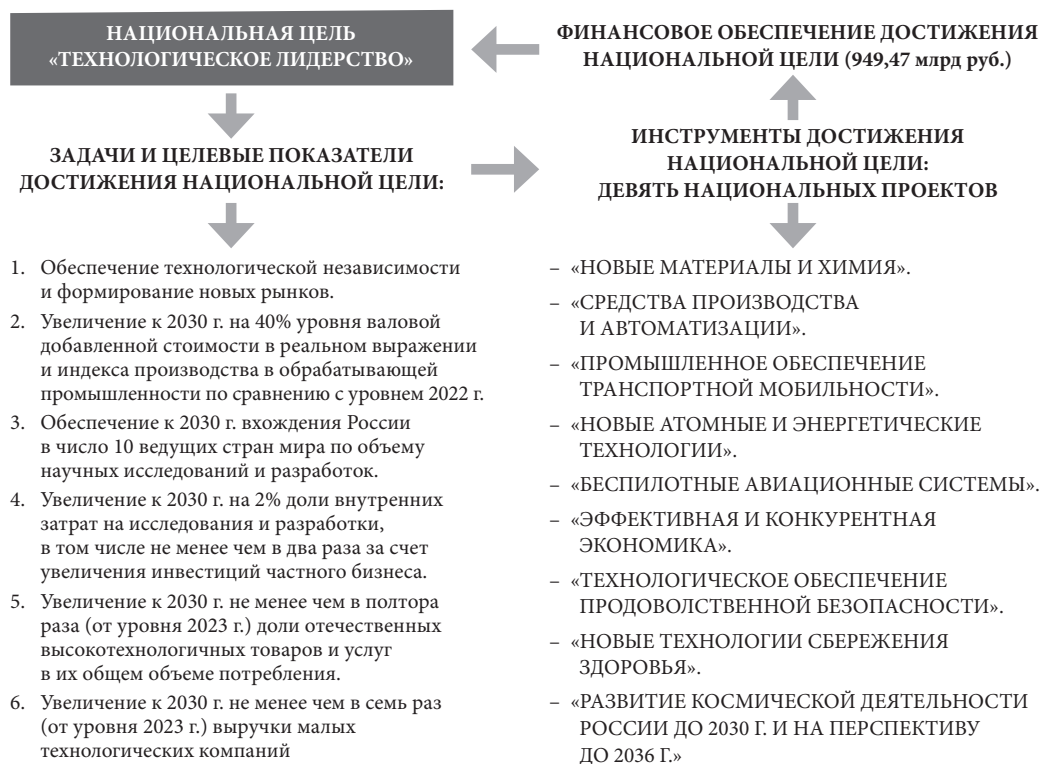 НАЦИОНАЛЬНАЯ ЦЕЛЬ
«ТЕХНОЛОГИЧЕСКОЕ ЛИДЕРСТВО»
ФИНАНСОВОЕ ОБЕСПЕЧЕНИЕ ДОСТИЖЕНИЯ
НАЦИОНАЛЬНОЙ ЦЕЛИ (949,47 млрд руб.)
ЗАДАЧИ И ЦЕЛЕВЫЕ ПОКАЗАТЕЛИ
ДОСТИЖЕНИЯ НАЦИОНАЛЬНОЙ ЦЕЛИ:
ИНСТРУМЕНТЫ ДОСТИЖЕНИЯ
НАЦИОНАЛЬНОЙ ЦЕЛИ:
ДЕВЯТЬ НАЦИОНАЛЬНЫХ ПРОЕКТОВ
1. Обеспечение технологической независимости
и формирование новых рынков.
2. Увеличение к 2030 г. на 40% уровня валовой
добавленной стоимости в реальном выражении
и индекса производства в обрабатывающей
промышленности по сравнению с уровнем 2022 г.
3. Обеспечение к 2030 г. вхождения России
в число 10 ведущих стран мира по объему
научных исследований и разработок.
4. Увеличение к 2030 г. на 2% доли внутренних
затрат на исследования и разработки,
в том числе не менее чем в два раза за счет
увеличения инвестиций частного бизнеса.
5. Увеличение к 2030 г. не менее чем в полтора
раза (от уровня 2023 г.) доли отечественных
высокотехнологичных товаров и услуг
в их общем объеме потребления.
6. Увеличение к 2030 г. не менее чем в семь раз
(от уровня 2023 г.) выручки малых
технологических компаний
– «НОВЫЕ МАТЕРИАЛЫ И ХИМИЯ».
– «СРЕДСТВА ПРОИЗВОДСТВА
И АВТОМАТИЗАЦИИ».
– «ПРОМЫШЛЕННОЕ ОБЕСПЕЧЕНИЕ
ТРАНСПОРТНОЙ МОБИЛЬНОСТИ».
– «НОВЫЕ АТОМНЫЕ И ЭНЕРГЕТИЧЕСКИЕ
ТЕХНОЛОГИИ».
– «БЕСПИЛОТНЫЕ АВИАЦИОННЫЕ СИСТЕМЫ».
– «ЭФФЕКТИВНАЯ И КОНКУРЕНТНАЯ
ЭКОНОМИКА».
– «ТЕХНОЛОГИЧЕСКОЕ ОБЕСПЕЧЕНИЕ
ПРОДОВОЛСТВЕННОЙ БЕЗОПАСНОСТИ».
– «НОВЫЕ ТЕХНОЛОГИИ СБЕРЕЖЕНИЯ
ЗДОРОВЬЯ».
– «РАЗВИТИЕ КОСМИЧЕСКОЙ ДЕЯТЕЛЬНОСТИ
РОССИИ ДО 2030 Г. И НА ПЕРСПЕКТИВУ
ДО 2036 Г.»